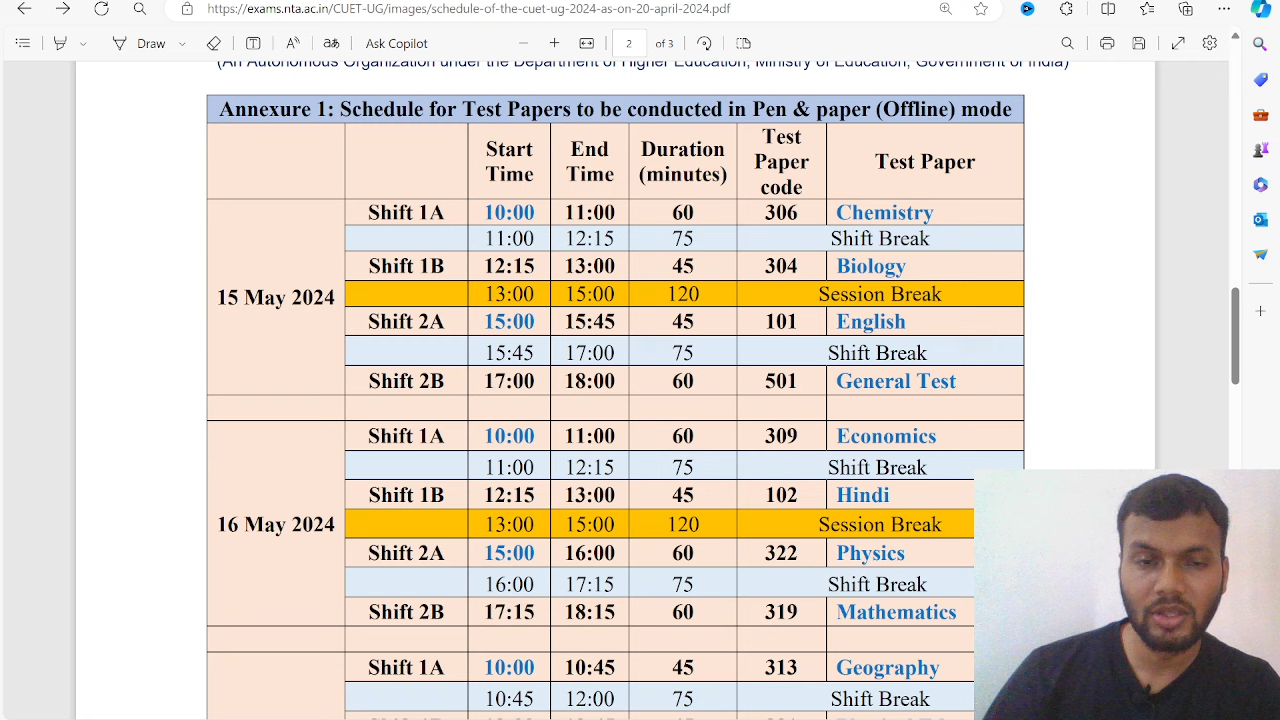 https://exams.nta.ac.in/CUET-UG/images/schedule-of-the-cuet-ug-2024-as-on-20-april-2024.pdf
Draw Ask Copilot 2 of 3
(An Autonomous Organization under the Department of Higher Education, Ministry of Education, Government of India)
Annexure 1: Schedule for Test Papers to be conducted in Pen & paper (Offline) mode
Start Time End Time Duration (minutes) Test Paper code Test Paper
15 May 2024
Shift 1A 10:00 11:00 60 306 Chemistry
11:00 12:15 75 Shift Break
Shift 1B 12:15 13:00 45 304 Biology
13:00 15:00 120 Session Break
Shift 2A 15:00 15:45 45 101 English
15:45 17:00 75 Shift Break
Shift 2B 17:00 18:00 60 501 General Test
16 May 2024
Shift 1A 10:00 11:00 60 309 Economics
11:00 12:15 75 Shift Break
Shift 1B 12:15 13:00 45 102 Hindi
13:00 15:00 120 Session Break
Shift 2A 15:00 16:00 60 322 Physics
16:00 17:15 75 Shift Break
Shift 2B 17:15 18:15 60 319 Mathematics
Shift 1A 10:00 10:45 45 313 Geography
10:45 12:00 75 Shift Break